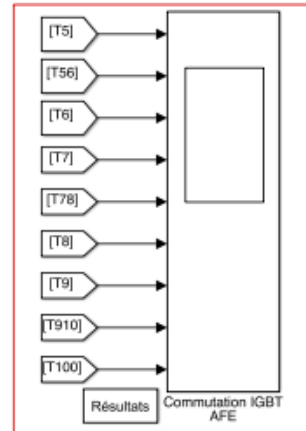 [T5]
[T56]
[T6]
[T7]
[T78]
[T8]
[T9]
[T910]
[T100]
Résultats
Commutation IGBT
AFE